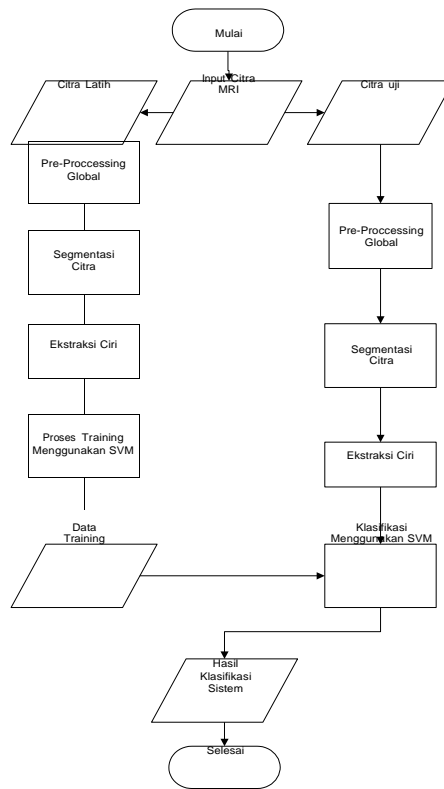 Mulai
Citra Latih
Input Citra
MRI
Citra uji
Pre-Proccessing
Global
Segmentasi
Citra
Ekstraksi Ciri
Proses Training
Menggunakan SVM
Data
Training
Pre-Proccessing
Global
Segmentasi
Citra
Ekstraksi Ciri
Klasifikasi
Menggunakan SVM
Hasil
Klasifikasi
Sistem
Selesai